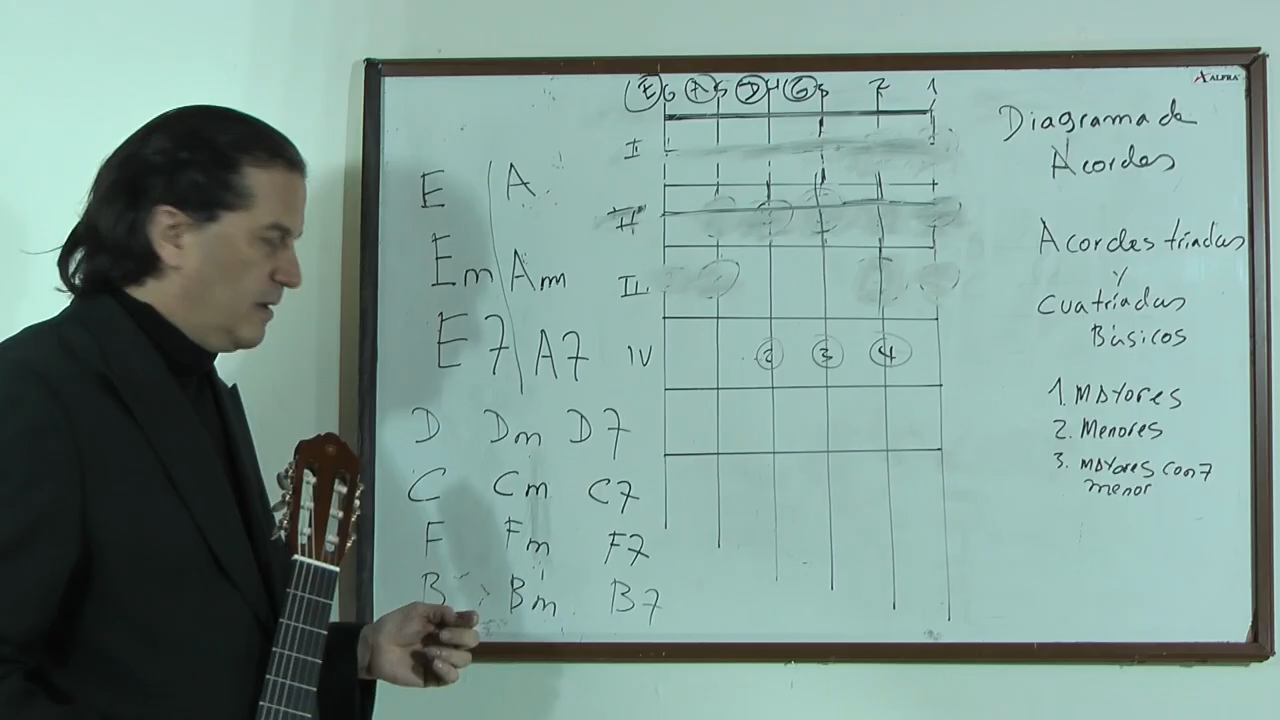 E 6 A 5 D 4 G 3 2 1
I
II
III
IV 2 3 4
E A
Em Am
E7 A7
D Dm D7
C Cm C7
F Fm F7
B Bm B7
ALFRA
Diagrama de
Acordes
Acordes tríadas
y
Cuatríadas
Básicos
1. MAYores
2. Menores
3. MAYores con 7
menor